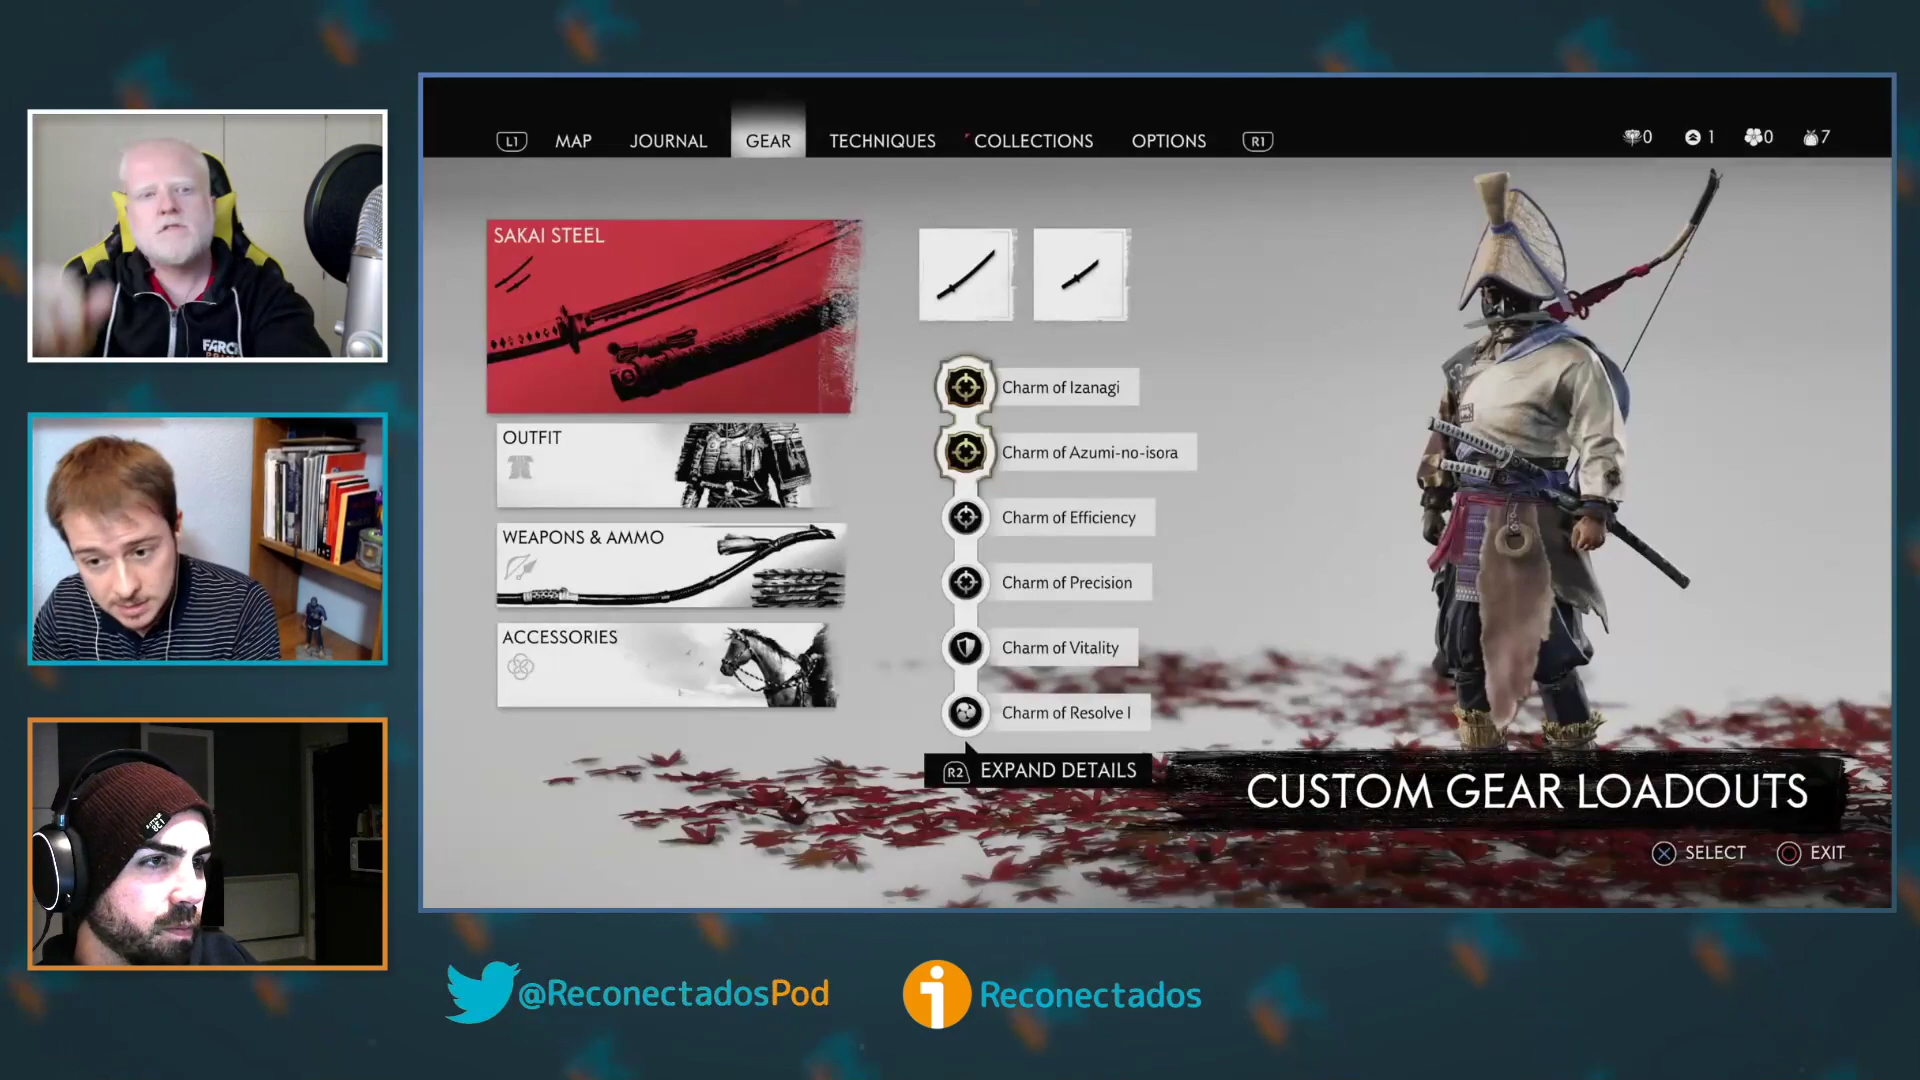 L1 MAP JOURNAL GEAR TECHNIQUES COLLECTIONS OPTIONS R1 0 1 0 7
SAKAI STEEL
OUTFIT
WEAPONS & AMMO
ACCESSORIES
Charm of Izanagi
Charm of Azumi-no-isora
Charm of Efficiency
Charm of Precision
Charm of Vitality
Charm of Resolve I
R2 EXPAND DETAILS
CUSTOM GEAR LOADOUTS
SELECT EXIT
@ReconectadosPod
Reconectados